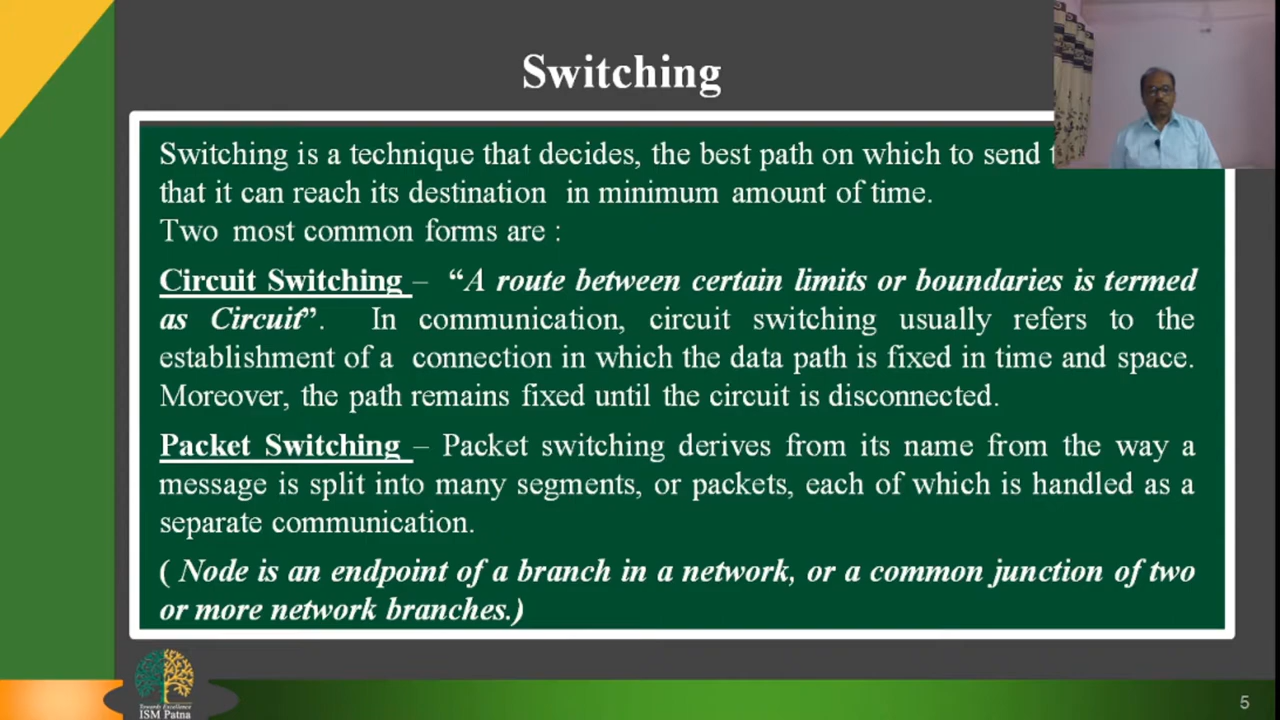 Switching
Switching is a technique that decides, the best path on which to send
that it can reach its destination in minimum amount of time.
Two most common forms are :
Circuit Switching – “A route between certain limits or boundaries is termed
as Circuit”. In communication, circuit switching usually refers to the
establishment of a connection in which the data path is fixed in time and space.
Moreover, the path remains fixed until the circuit is disconnected.
Packet Switching – Packet switching derives from its name from the way a
message is split into many segments, or packets, each of which is handled as a
separate communication.
( Node is an endpoint of a branch in a network, or a common junction of two
or more network branches.)
Towards Excellence
ISM Patna
5